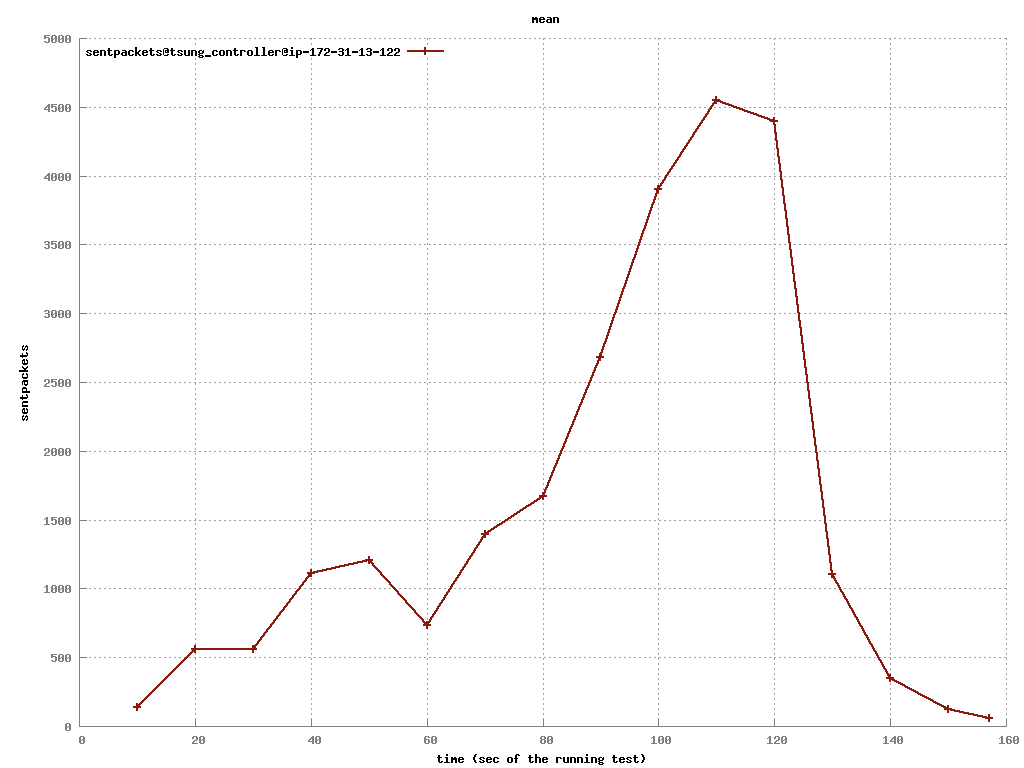 mean
5000
sentpackets@tsung_controller@ip-172-31-13-122
4500
4000
3500
3000
2500
sentpackets
2000
1500
1000
500
0
0 20 40 60 80 100 120 140 160
time (sec of the running test)